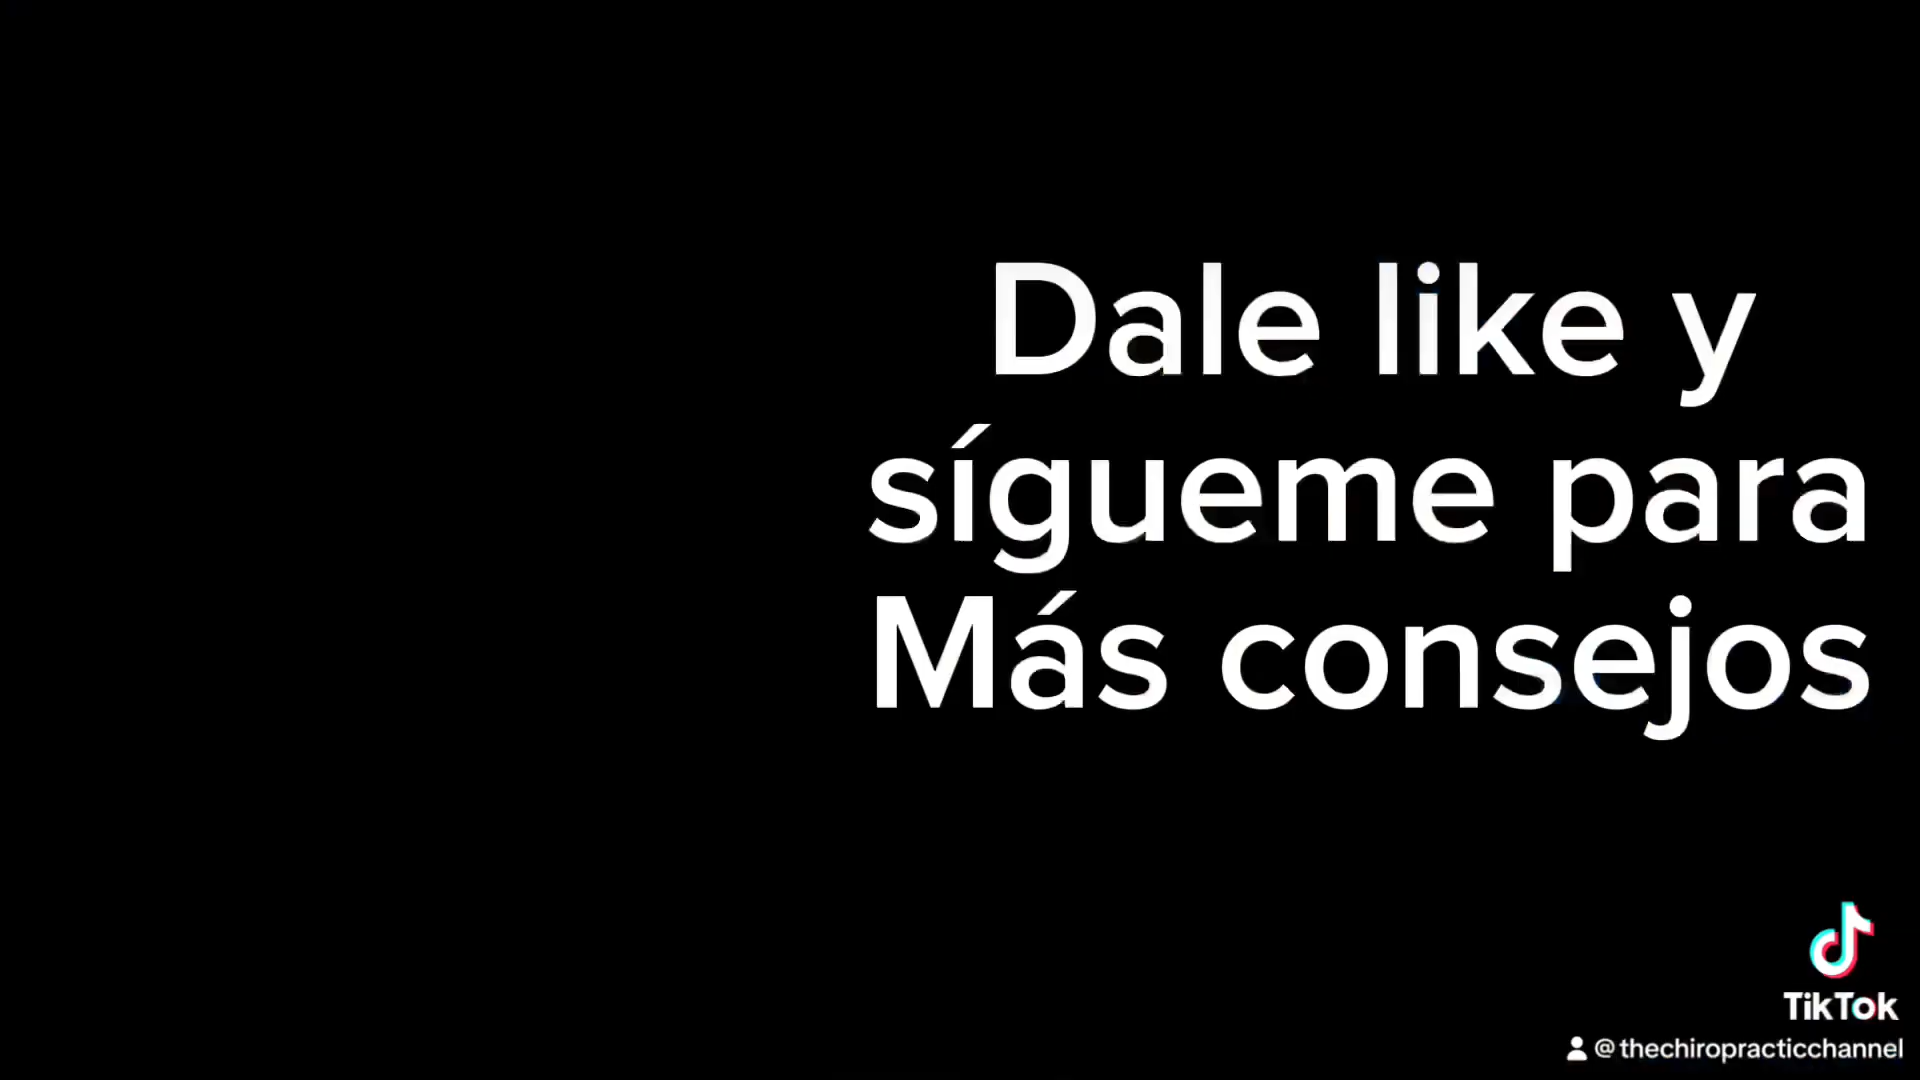 Dale like y
sígueme para
Más consejos
TikTok
@thechiropracticchannel